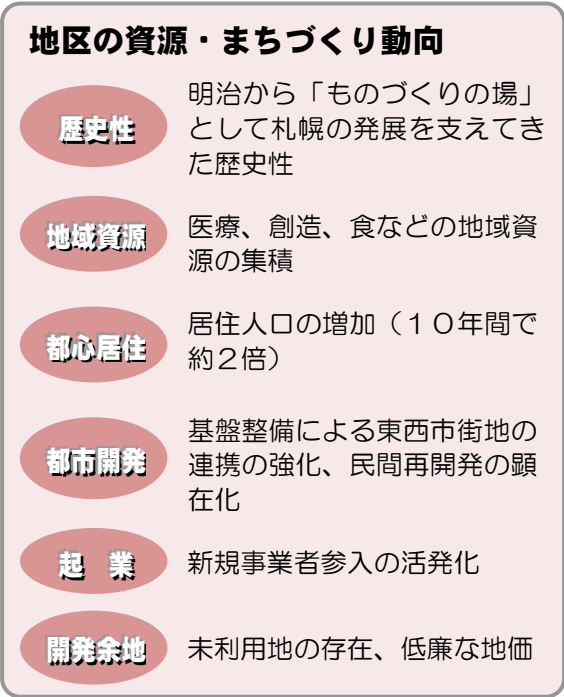 地区の資源・まちづくり動向
歴史性
明治から「ものづくりの場」
として札幌の発展を支えてき
た歴史性
地域資源
医療、創造、食などの地域資
源の集積
都心居住
居住人口の増加（１０年間で
約２倍）
都市開発
基盤整備による東西市街地の
連携の強化、民間再開発の顕
在化
起　業
新規事業者参入の活発化
開発余地
未利用地の存在、低廉な地価